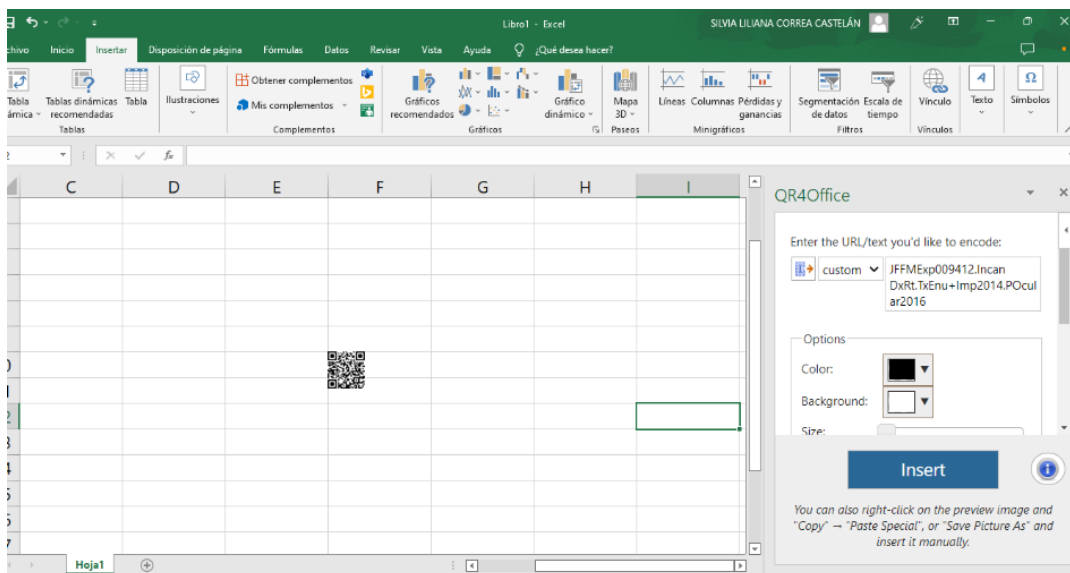 Libro1 - Excel
SILVIA LILIANA CORREA CASTELÁN
chivo Inicio Insertar Disposición de página Fórmulas Datos Revisar Vista Ayuda ¿Qué desea hacer?
Tabla
ámica
Tablas dinámicas
recomendadas
Tabla
Tablas
Ilustraciones
Obtener complementos
Mis complementos
Complementos
Gráficos
recomendados
Gráficos
Gráfico
dinámico
Mapa
3D
Paseos
Líneas Columnas Pérdidas y
ganancias
Minigráficos
Segmentación
de datos
Escala de
tiempo
Filtros
Vínculo
Vínculos
Texto
Símbolos
fx
C D E F G H I
QR4Office
Enter the URL/text you'd like to encode:
custom
JFFMExp009412.Incan
DxRt.TxEnu+Imp2014.POcul
ar2016
Options
Color:
Background:
Size:
Insert
You can also right-click on the preview image and
"Copy" → "Paste Special", or "Save Picture As" and
insert it manually.
Hoja1